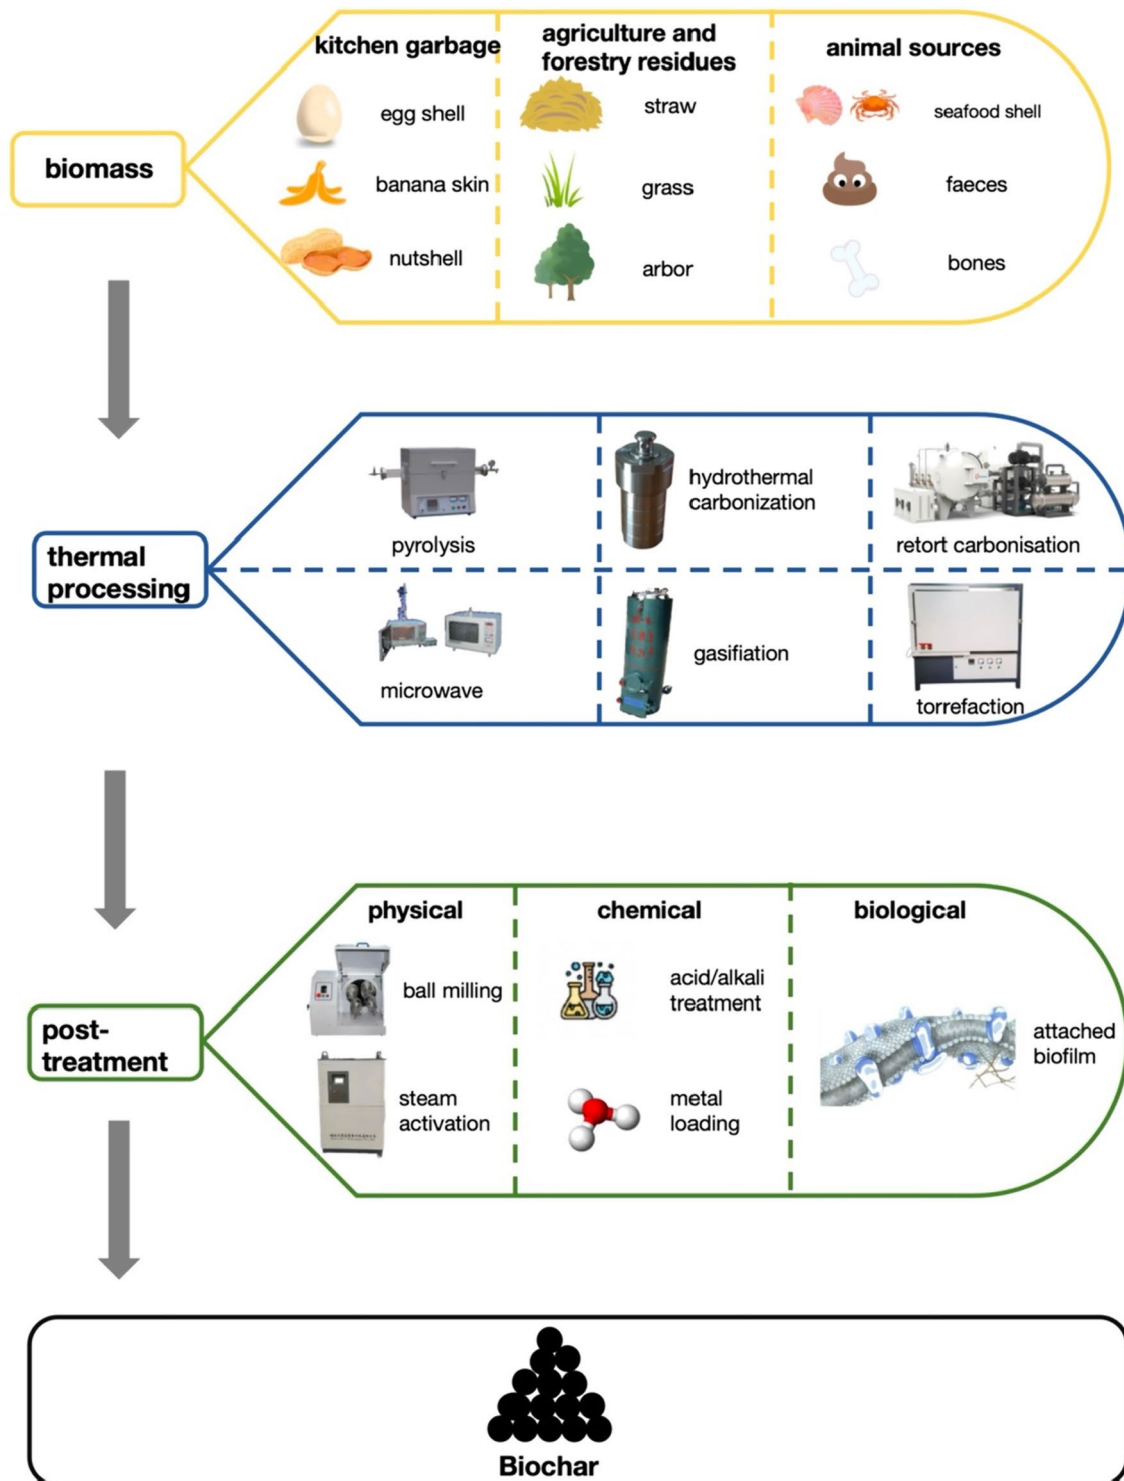 kitchen garbage
agriculture and
forestry residues
animal sources
egg shell
straw
seafood shell
biomass
banana skin
grass
faeces
nutshell
arbor
bones
hydrothermal
carbonization
pyrolysis
retort carbonisation
thermal
processing
microwave
gasifiation
torrefaction
physical
chemical
biological
ball milling
acid/alkali
treatment
post-
treatment
attached
biofilm
steam
activation
metal
loading
Biochar